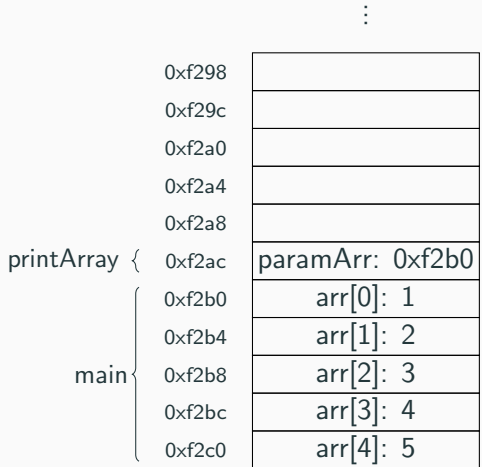 ⋮
0xf298
0xf29c
0xf2a0
0xf2a4
0xf2a8
printArray { 0xf2ac paramArr: 0xf2b0
0xf2b0 arr[0]: 1
0xf2b4 arr[1]: 2
main 0xf2b8 arr[2]: 3
0xf2bc arr[3]: 4
0xf2c0 arr[4]: 5